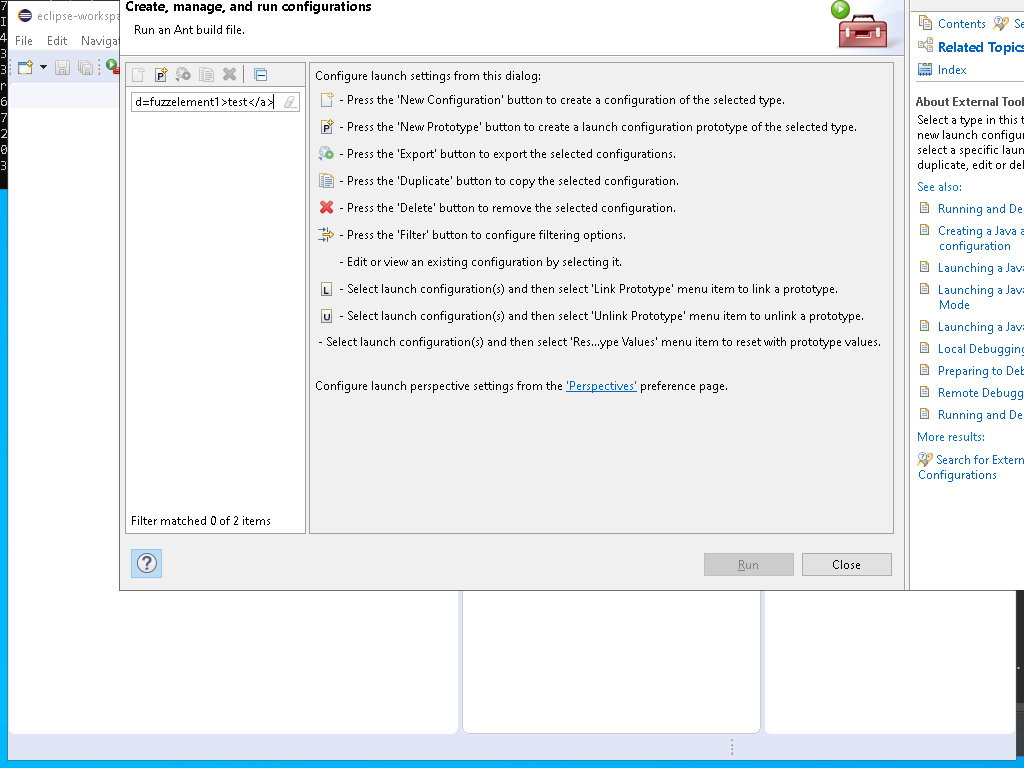 eclipse-workspa
File Edit Navigat
Create, manage, and run configurations
Run an Ant build file.
d=fuzzelement1>test</a>
Filter matched 0 of 2 items
Configure launch settings from this dialog:
- Press the 'New Configuration' button to create a configuration of the selected type.
- Press the 'New Prototype' button to create a launch configuration prototype of the selected type.
- Press the 'Export' button to export the selected configurations.
- Press the 'Duplicate' button to copy the selected configuration.
- Press the 'Delete' button to remove the selected configuration.
- Press the 'Filter' button to configure filtering options.
- Edit or view an existing configuration by selecting it.
L - Select launch configuration(s) and then select 'Link Prototype' menu item to link a prototype.
U - Select launch configuration(s) and then select 'Unlink Prototype' menu item to unlink a prototype.
- Select launch configuration(s) and then select 'Res...ype Values' menu item to reset with prototype values.
Configure launch perspective settings from the 'Perspectives' preference page.
Run
Close
Contents Se
Related Topics
Index
About External Tool
Select a type in this t
new launch configur
select a specific laun
duplicate, edit or del
See also:
Running and De
Creating a Java a
configuration
Launching a Java
Launching a Java
Mode
Launching a Java
Local Debugging
Preparing to Deb
Remote Debugg
Running and De
More results:
Search for Extern
Configurations